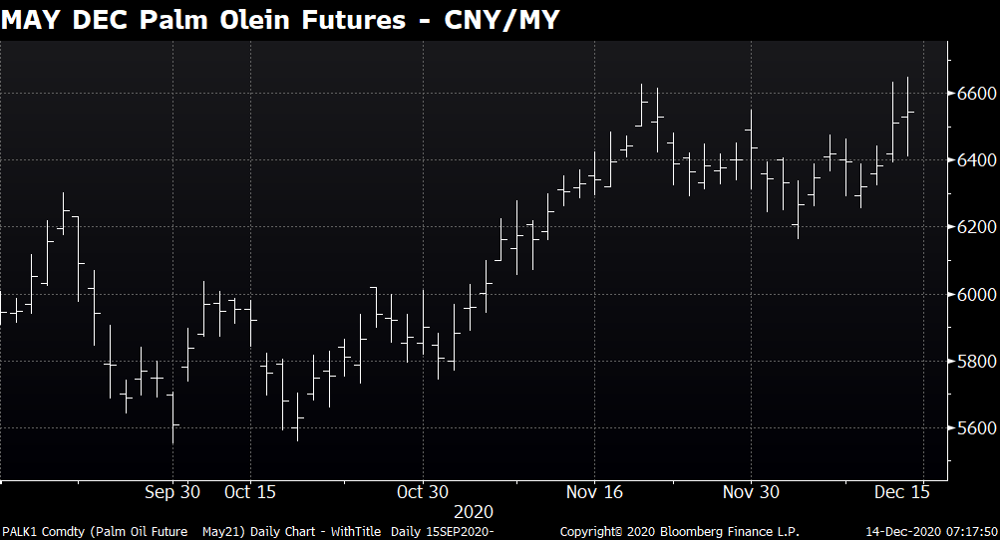 MAY DEC Palm Olein Futures - CNY/MY
6600
6400
6200
6000
5800
5600
Sep 30 Oct 15 Oct 30 Nov 16 Nov 30 Dec 15
2020
PALK1 Comdty (Palm Oil Future May21) Daily Chart - WithTitle Daily 15SEP2020- Copyright© 2020 Bloomberg Finance L.P. 14-Dec-2020 07:17:50